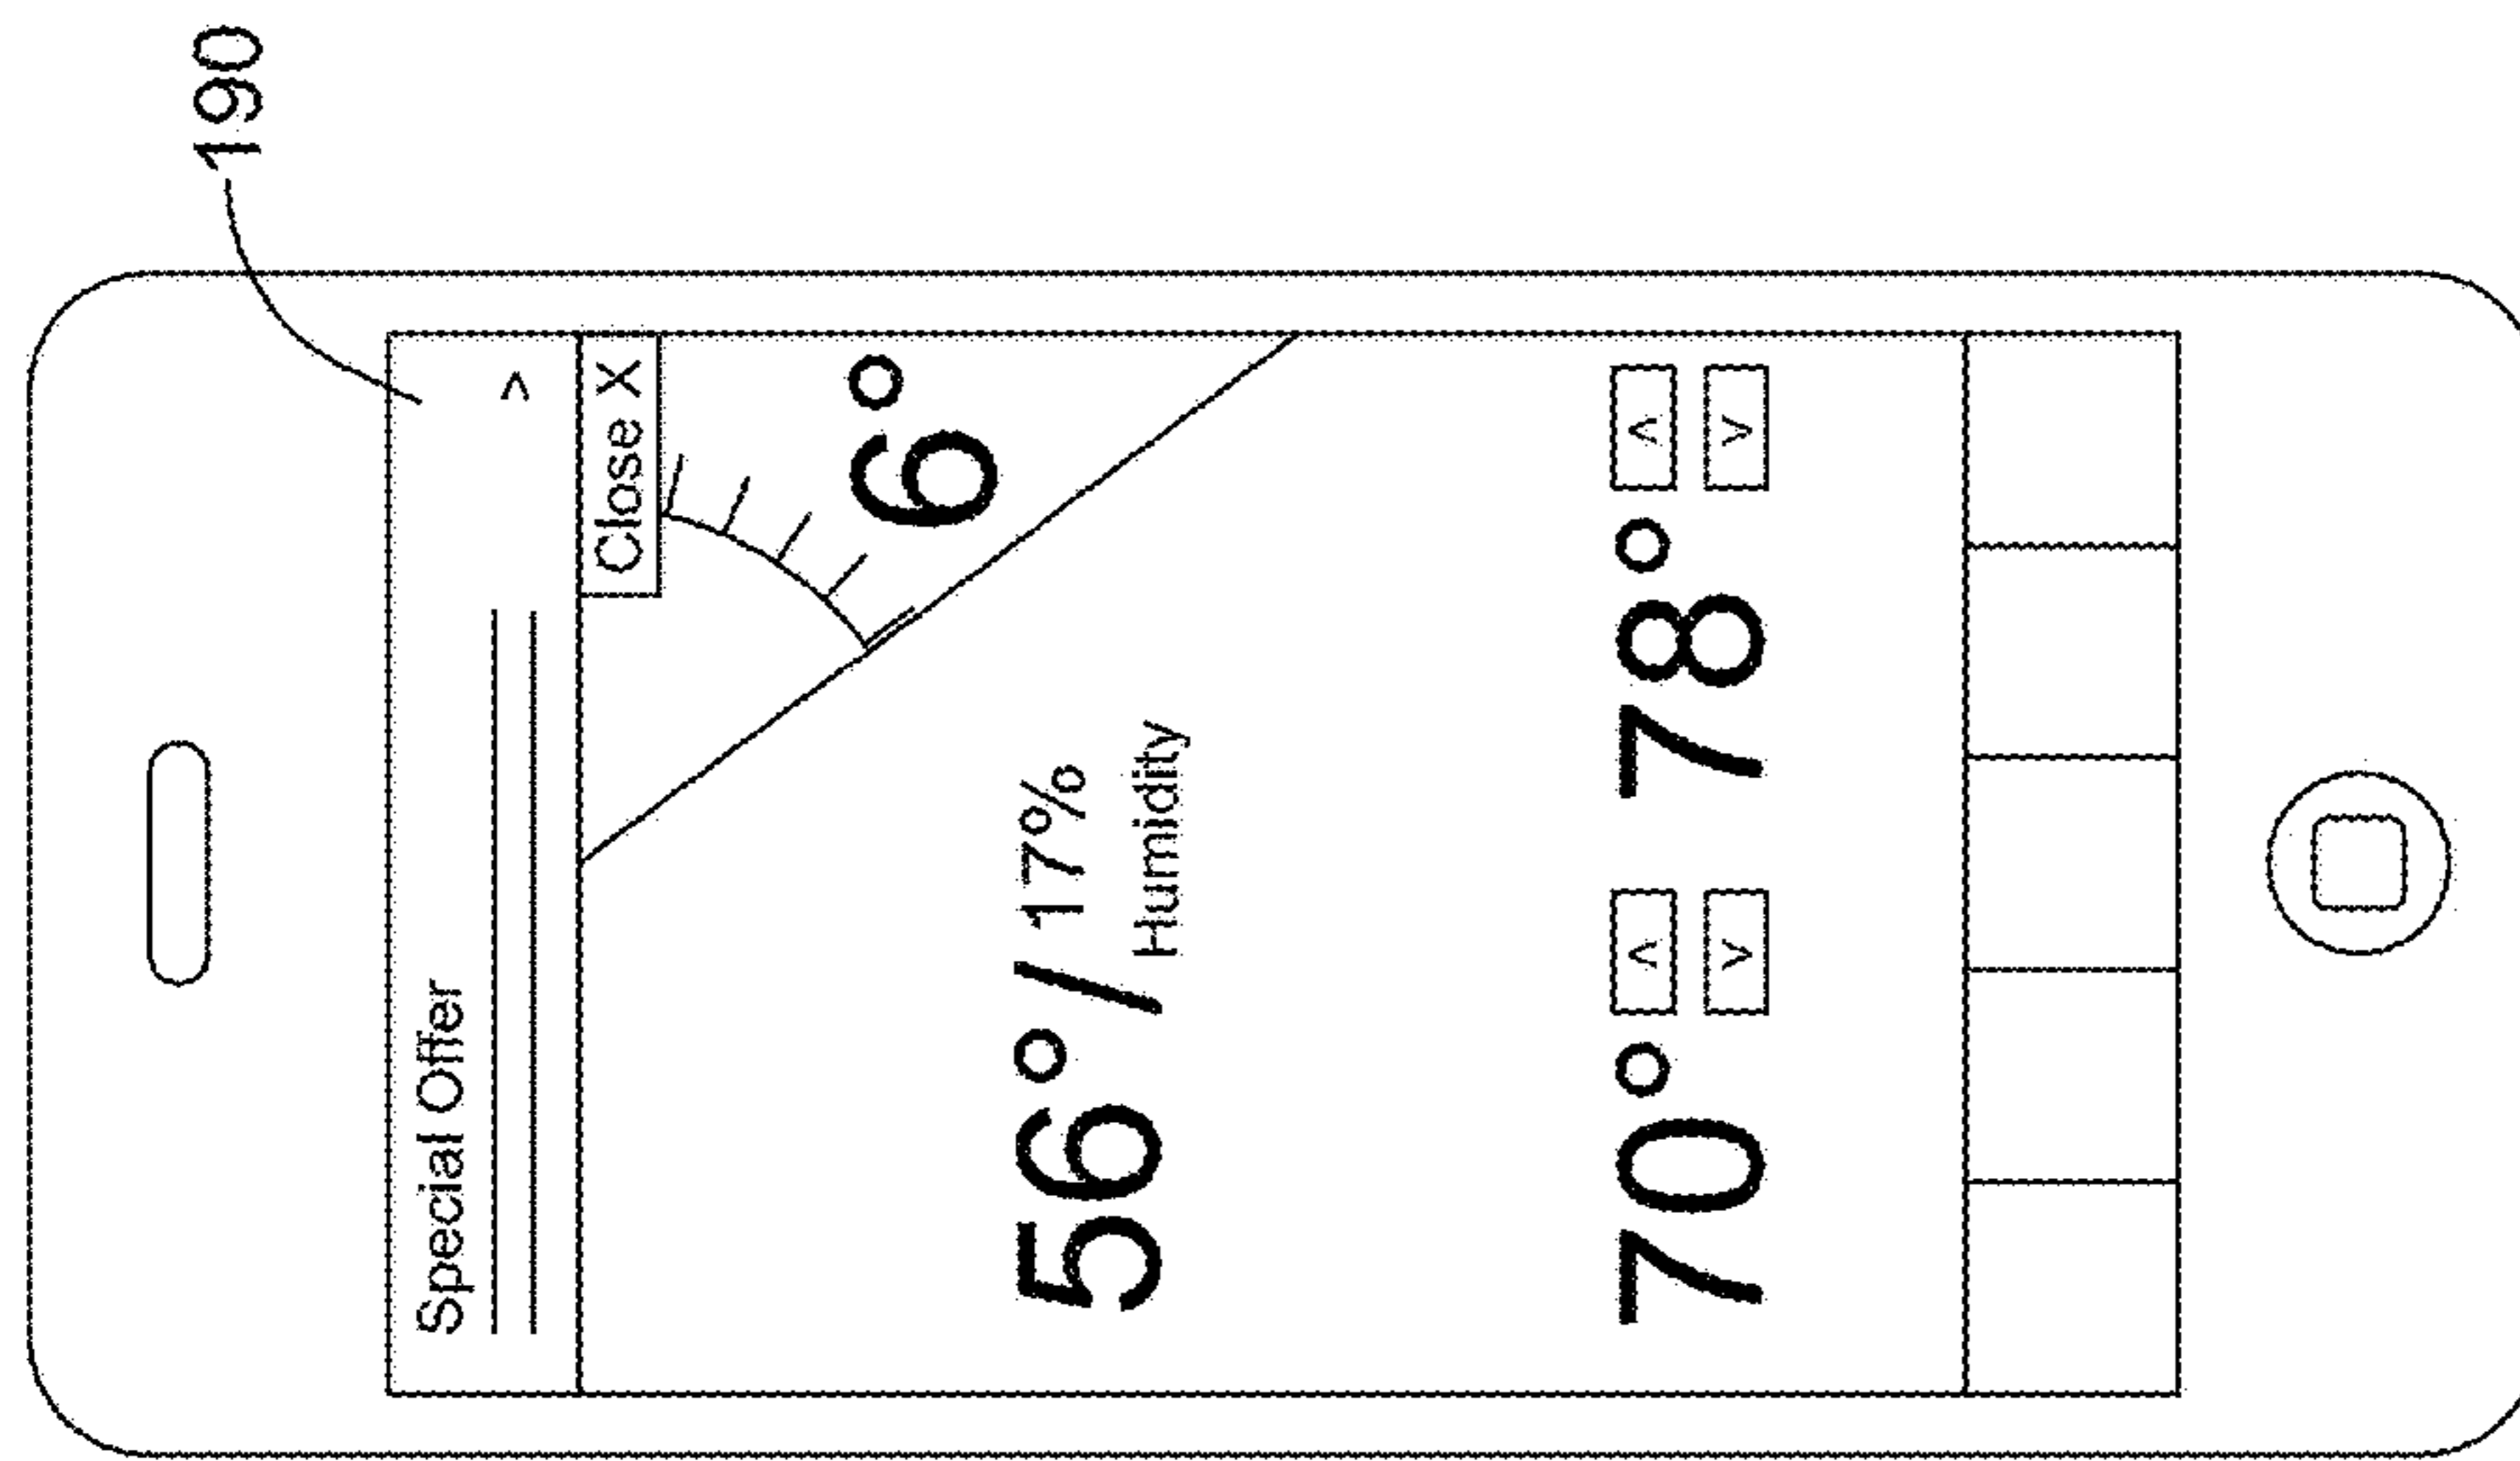 190
Special Offer
>
Close X
6°
56° / 17%
Humidity
70° ^ 78° ^
v v